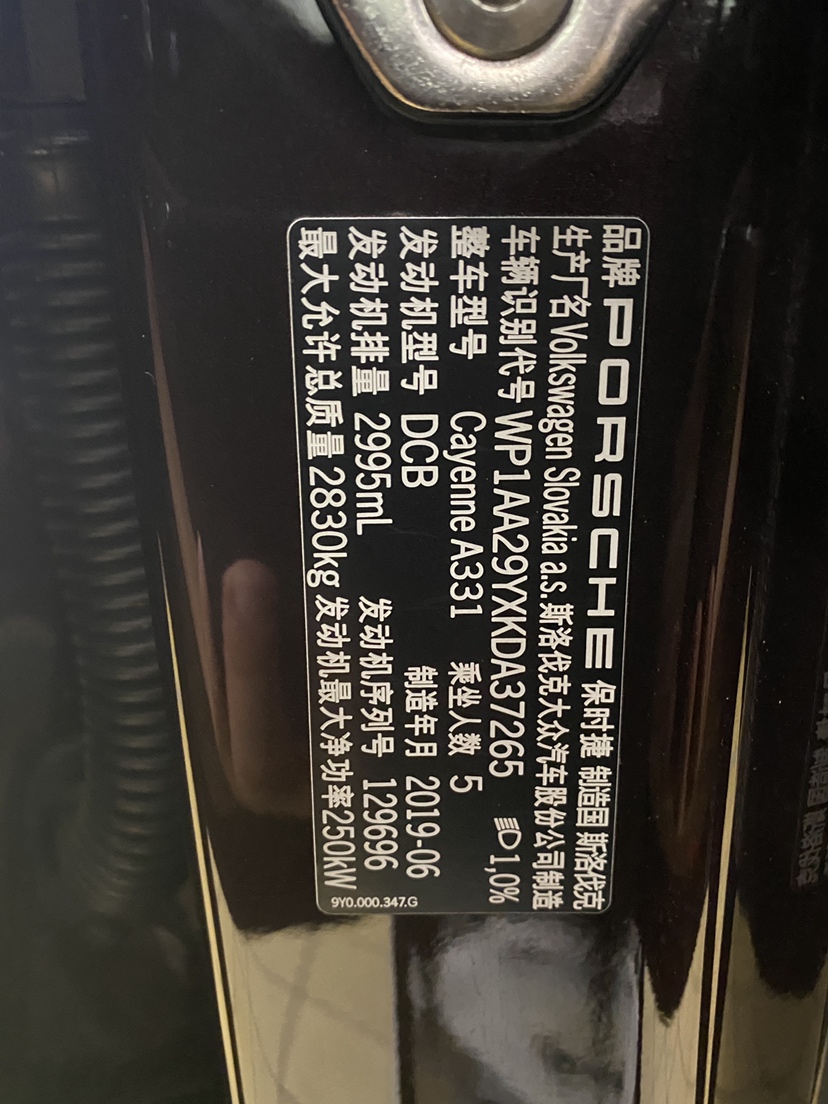 品牌 PORSCHE 保时捷 制造国 斯洛伐克
生产厂名 Volkswagen Slovakia a.s. 斯洛伐克大众汽车股份公司制造
车辆识别代号 WP1AA29YXKDA37265 1,0%
整车型号 Cayenne A331 乘坐人数 5
发动机型号 DCB 制造年月 2019-06
发动机排量 2995mL 发动机序列号 129696
最大允许总质量 2830kg 发动机最大净功率 250kW
9Y0.000.347.G